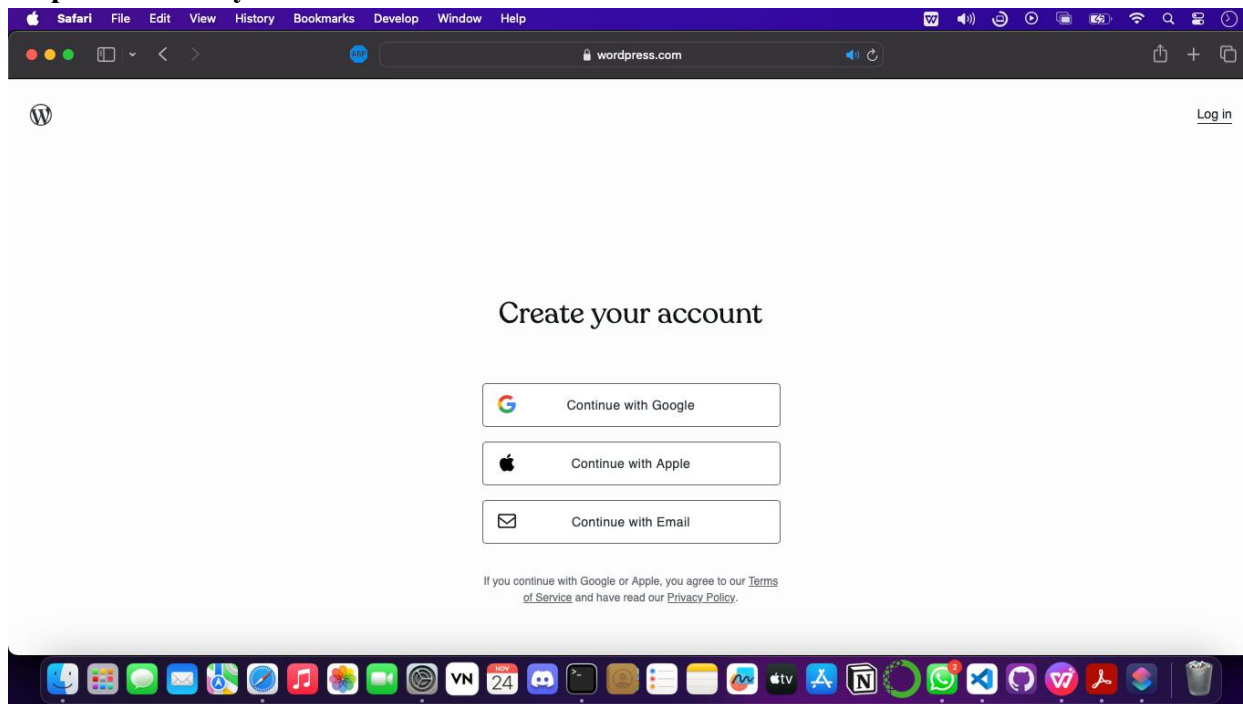 Safari File Edit View History Bookmarks Develop Window Help
ABP wordpress.com
W Log in
Create your account
G Continue with Google
Continue with Apple
Continue with Email
If you continue with Google or Apple, you agree to our Terms
of Service and have read our Privacy Policy.
VN NOV 24 tv N 2